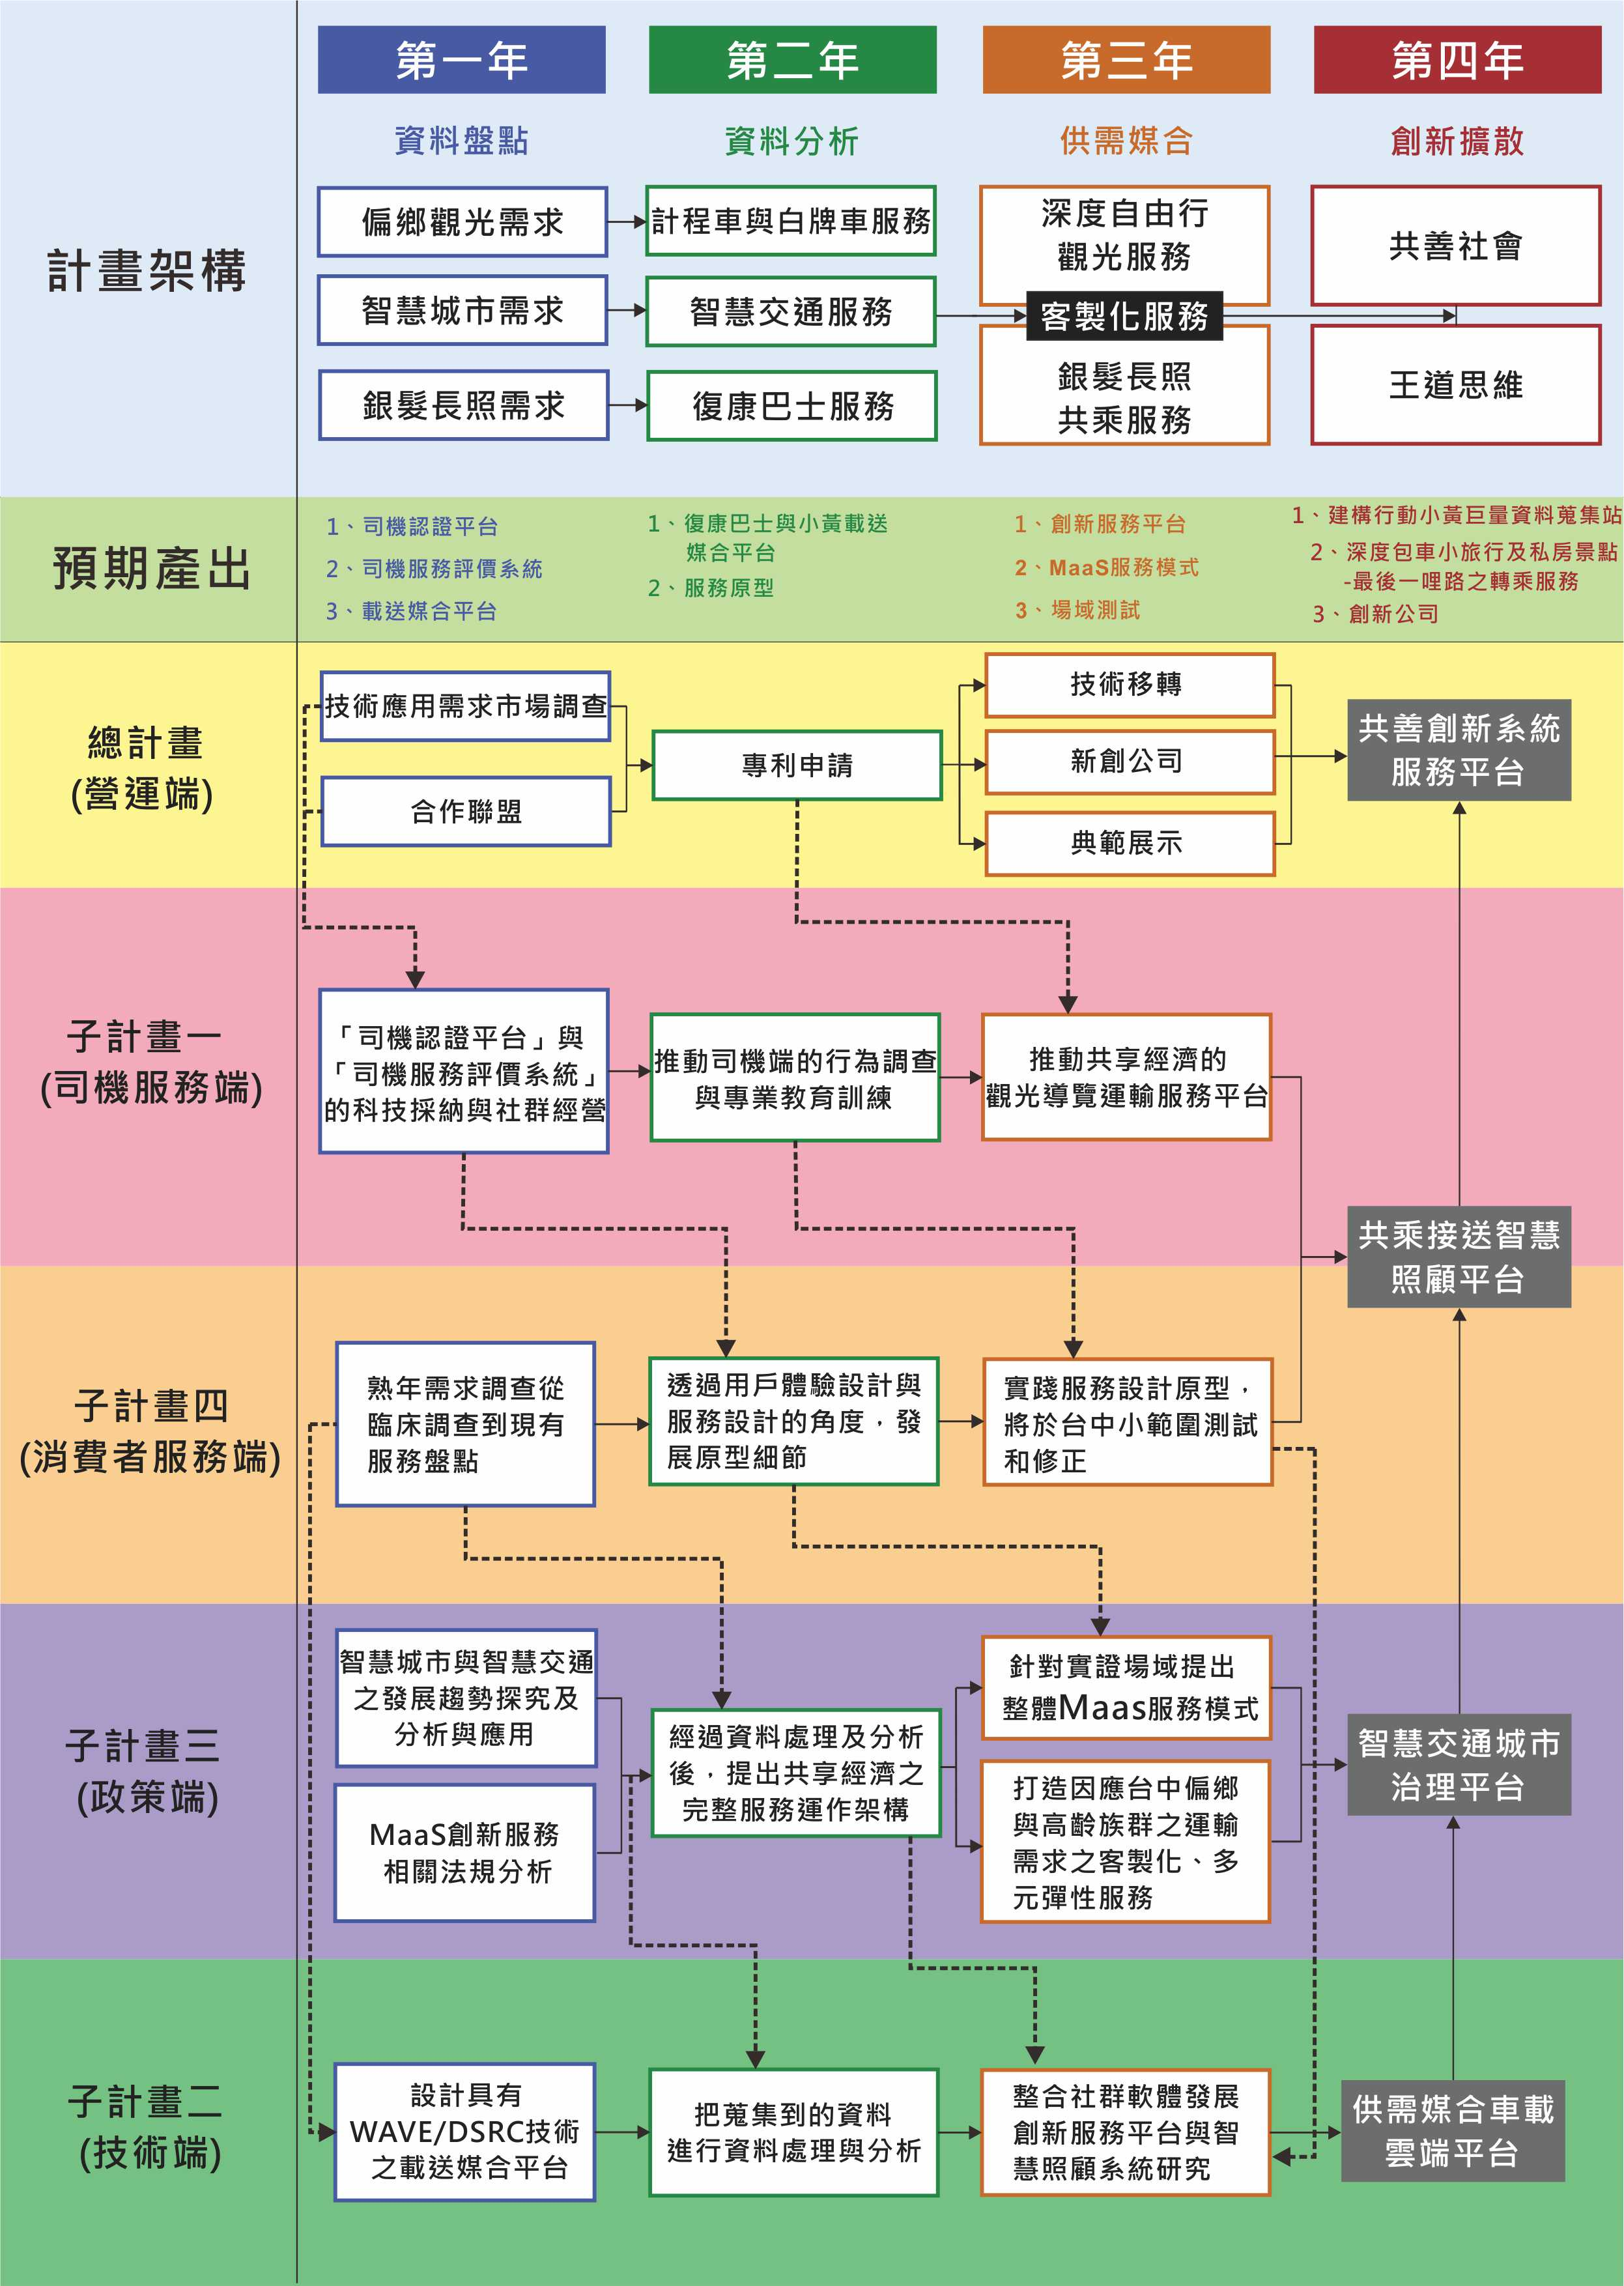 第一年
第二年
第三年
第四年
資料盤點
資料分析
供需媒合
創新擴散
計畫架構
偏鄉觀光需求
計程車與白牌車服務
深度自由行
觀光服務
共善社會
智慧城市需求
智慧交通服務
客製化服務
銀髮長照需求
復康巴士服務
銀髮長照
共乘服務
王道思維
預期產出
1、司機認證平台
2、司機服務評價系統
3、載送媒合平台
1、復康巴士與小黃載送
媒合平台
2、服務原型
1、創新服務平台
2、MaaS服務模式
3、場域測試
1、建構行動小黃巨量資料蒐集站
2、深度包車小旅行及私房景點
-最後一哩路之轉乘服務
3、創新公司
總計畫
(營運端)
技術應用需求市場調查
合作聯盟
專利申請
技術移轉
新創公司
典範展示
共善創新系統
服務平台
子計畫一
(司機服務端)
「司機認證平台」與
「司機服務評價系統」
的科技採納與社群經營
推動司機端的行為調查
與專業教育訓練
推動共享經濟的
觀光導覽運輸服務平台
共乘接送智慧
照顧平台
子計畫四
(消費者服務端)
熟年需求調查從
臨床調查到現有
服務盤點
透過用戶體驗設計與
服務設計的角度，發
展原型細節
實踐服務設計原型，
將於台中小範圍測試
和修正
子計畫三
(政策端)
智慧城市與智慧交通
之發展趨勢探究及
分析與應用
MaaS創新服務
相關法規分析
經過資料處理及分析
後，提出共享經濟之
完整服務運作架構
針對實證場域提出
整體Maas服務模式
打造因應台中偏鄉
與高齡族群之運輸
需求之客製化、多
元彈性服務
智慧交通城市
治理平台
子計畫二
(技術端)
設計具有
WAVE/DSRC技術
之載送媒合平台
把蒐集到的資料
進行資料處理與分析
整合社群軟體發展
創新服務平台與智
慧照顧系統研究
供需媒合車載
雲端平台